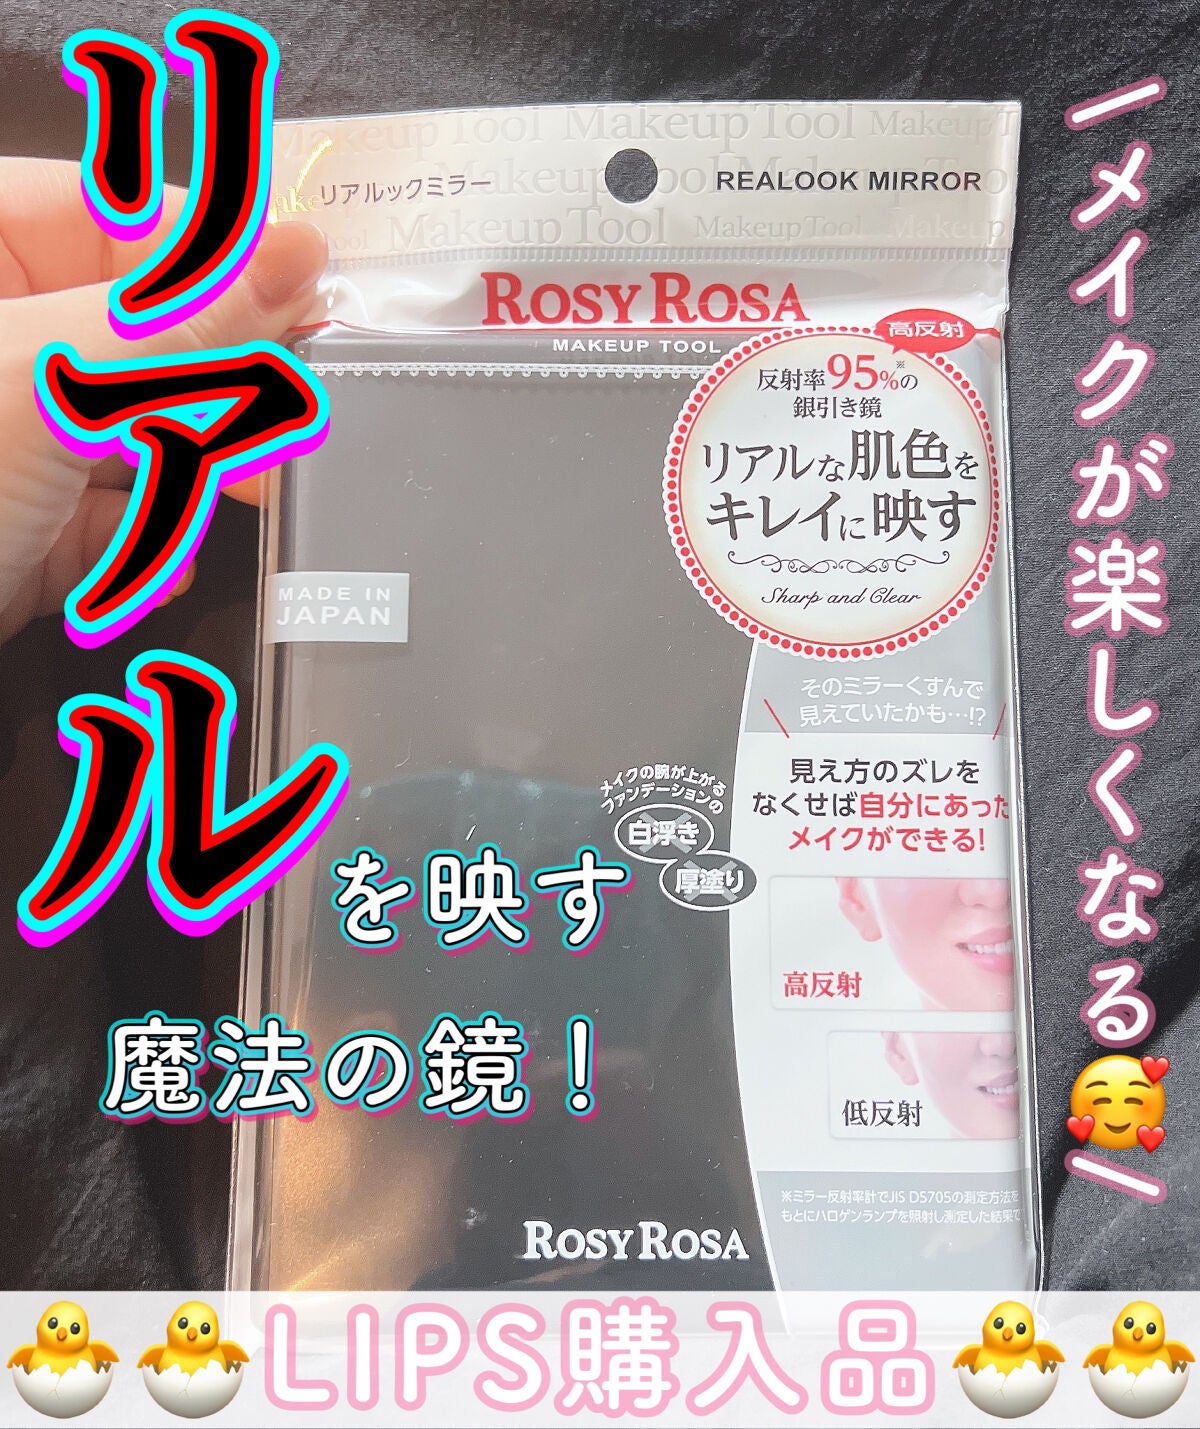 リアル
を映す
魔法の鏡！
メイクが楽しくなる🥰
リアルックミラー
REALOOK MIRROR
Makeup Tool Makeup Tool Makeup
Makeup Tool Makeup Tool
ROSY ROSA
MAKEUP TOOL
高反射
反射率95%※の
銀引き鏡
リアルな肌色を
キレイに映す
Sharp and Clear
MADE IN
JAPAN
そのミラーくすんで
見えていたかも…!?
見え方のズレを
なくせば自分にあった
メイクができる!
メイクの腕が上がる
ファンデーションの
白浮き
厚塗り
高反射
低反射
※ミラー反射率計でJIS D5705の測定方法を
もとにハロゲンランプを照射し測定した結果で
ROSY ROSA
LIPS購入品